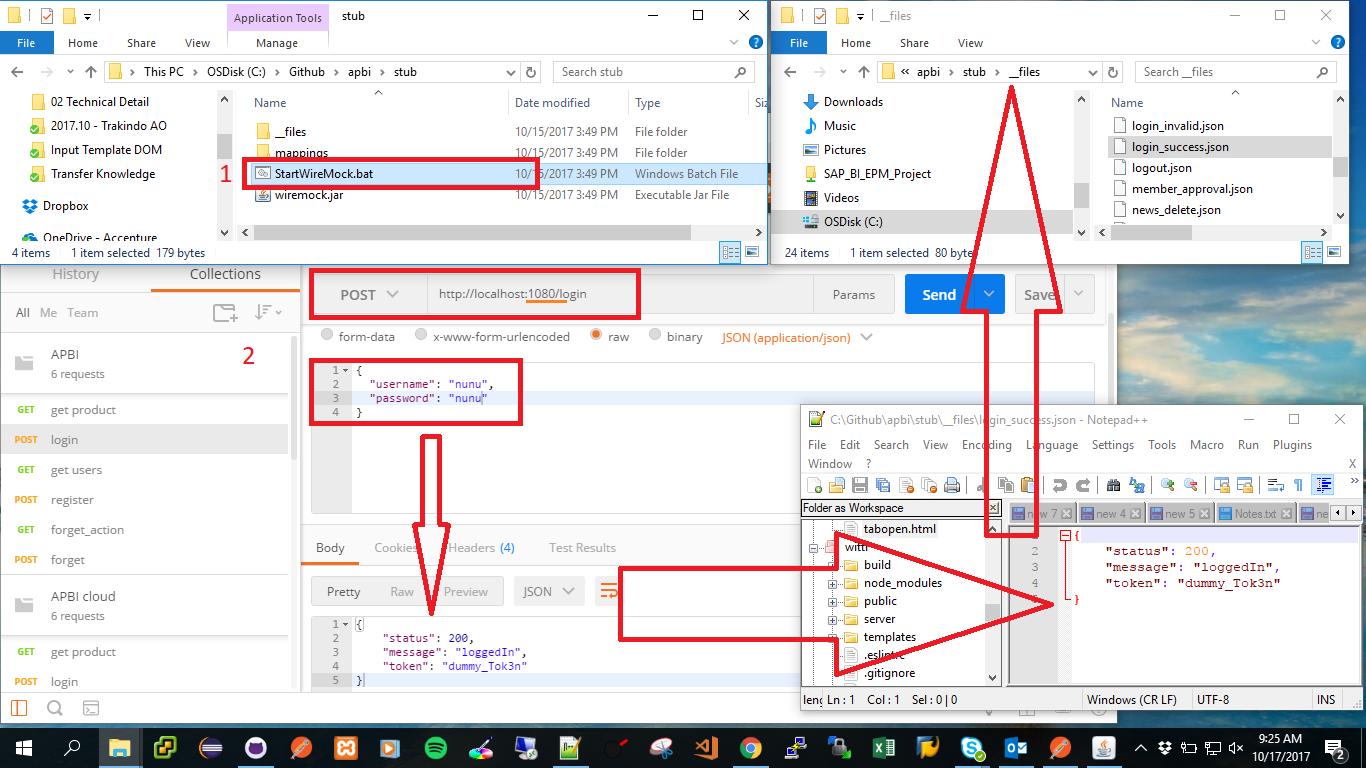 Application Tools
stub
File
Home
Share
View
Manage
This PC
OSDisk (C:)
Github
apbi
stub
Search stub
02 Technical Detail
2017.10 - Trakindo AO
Input Template DOM
Transfer Knowledge
Dropbox
OneDrive - Accenture
Name
Date modified
Type
__files
10/15/2017 3:49 PM
File folder
mappings
10/15/2017 3:49 PM
File folder
1
StartWireMock.bat
10/15/2017 3:49 PM
Windows Batch File
wiremock.jar
10/15/2017 3:49 PM
Executable Jar File
4 items
1 item selected 179 bytes
__files
File
Home
Share
View
apbi
stub
__files
Search __files
Downloads
Music
Pictures
SAP_BI_EPM_Project
Videos
OSDisk (C:)
Name
login_invalid.json
login_success.json
logout.json
member_approval.json
news_delete.json
24 items
1 item selected 80 bytes
History
Collections
All
Me
Team
APBI
6 requests
2
GET get product
POST login
GET get users
POST register
GET forget_action
POST forget
APBI cloud
6 requests
GET get product
POST login
POST
http://localhost:1080/login
Params
Send
Save
form-data
x-www-form-urlencoded
raw
binary
JSON (application/json)
1 {
2 "username": "nunu",
3 "password": "nunu"
4 }
Body
Cookies
Headers (4)
Test Results
Pretty
Raw
Preview
JSON
1 {
2 "status": 200,
3 "message": "loggedIn",
4 "token": "dummy_Tok3n"
5 }
C:\Github\apbi\stub\__files\login_success.json - Notepad++
File
Edit
Search
View
Encoding
Language
Settings
Tools
Macro
Run
Plugins
Window
?
X
Folder as Workspace
new 7
new 4
new 5
Notes.txt
tabopen.html
build
node_modules
public
server
templates
.eslintrc
.gitignore
{
2 "status": 200,
3 "message": "loggedIn",
4 "token": "dummy_Tok3n"
}
Ln : 1
Col : 1
Sel : 0 | 0
Windows (CR LF)
UTF-8
INS
9:25 AM
10/17/2017
2